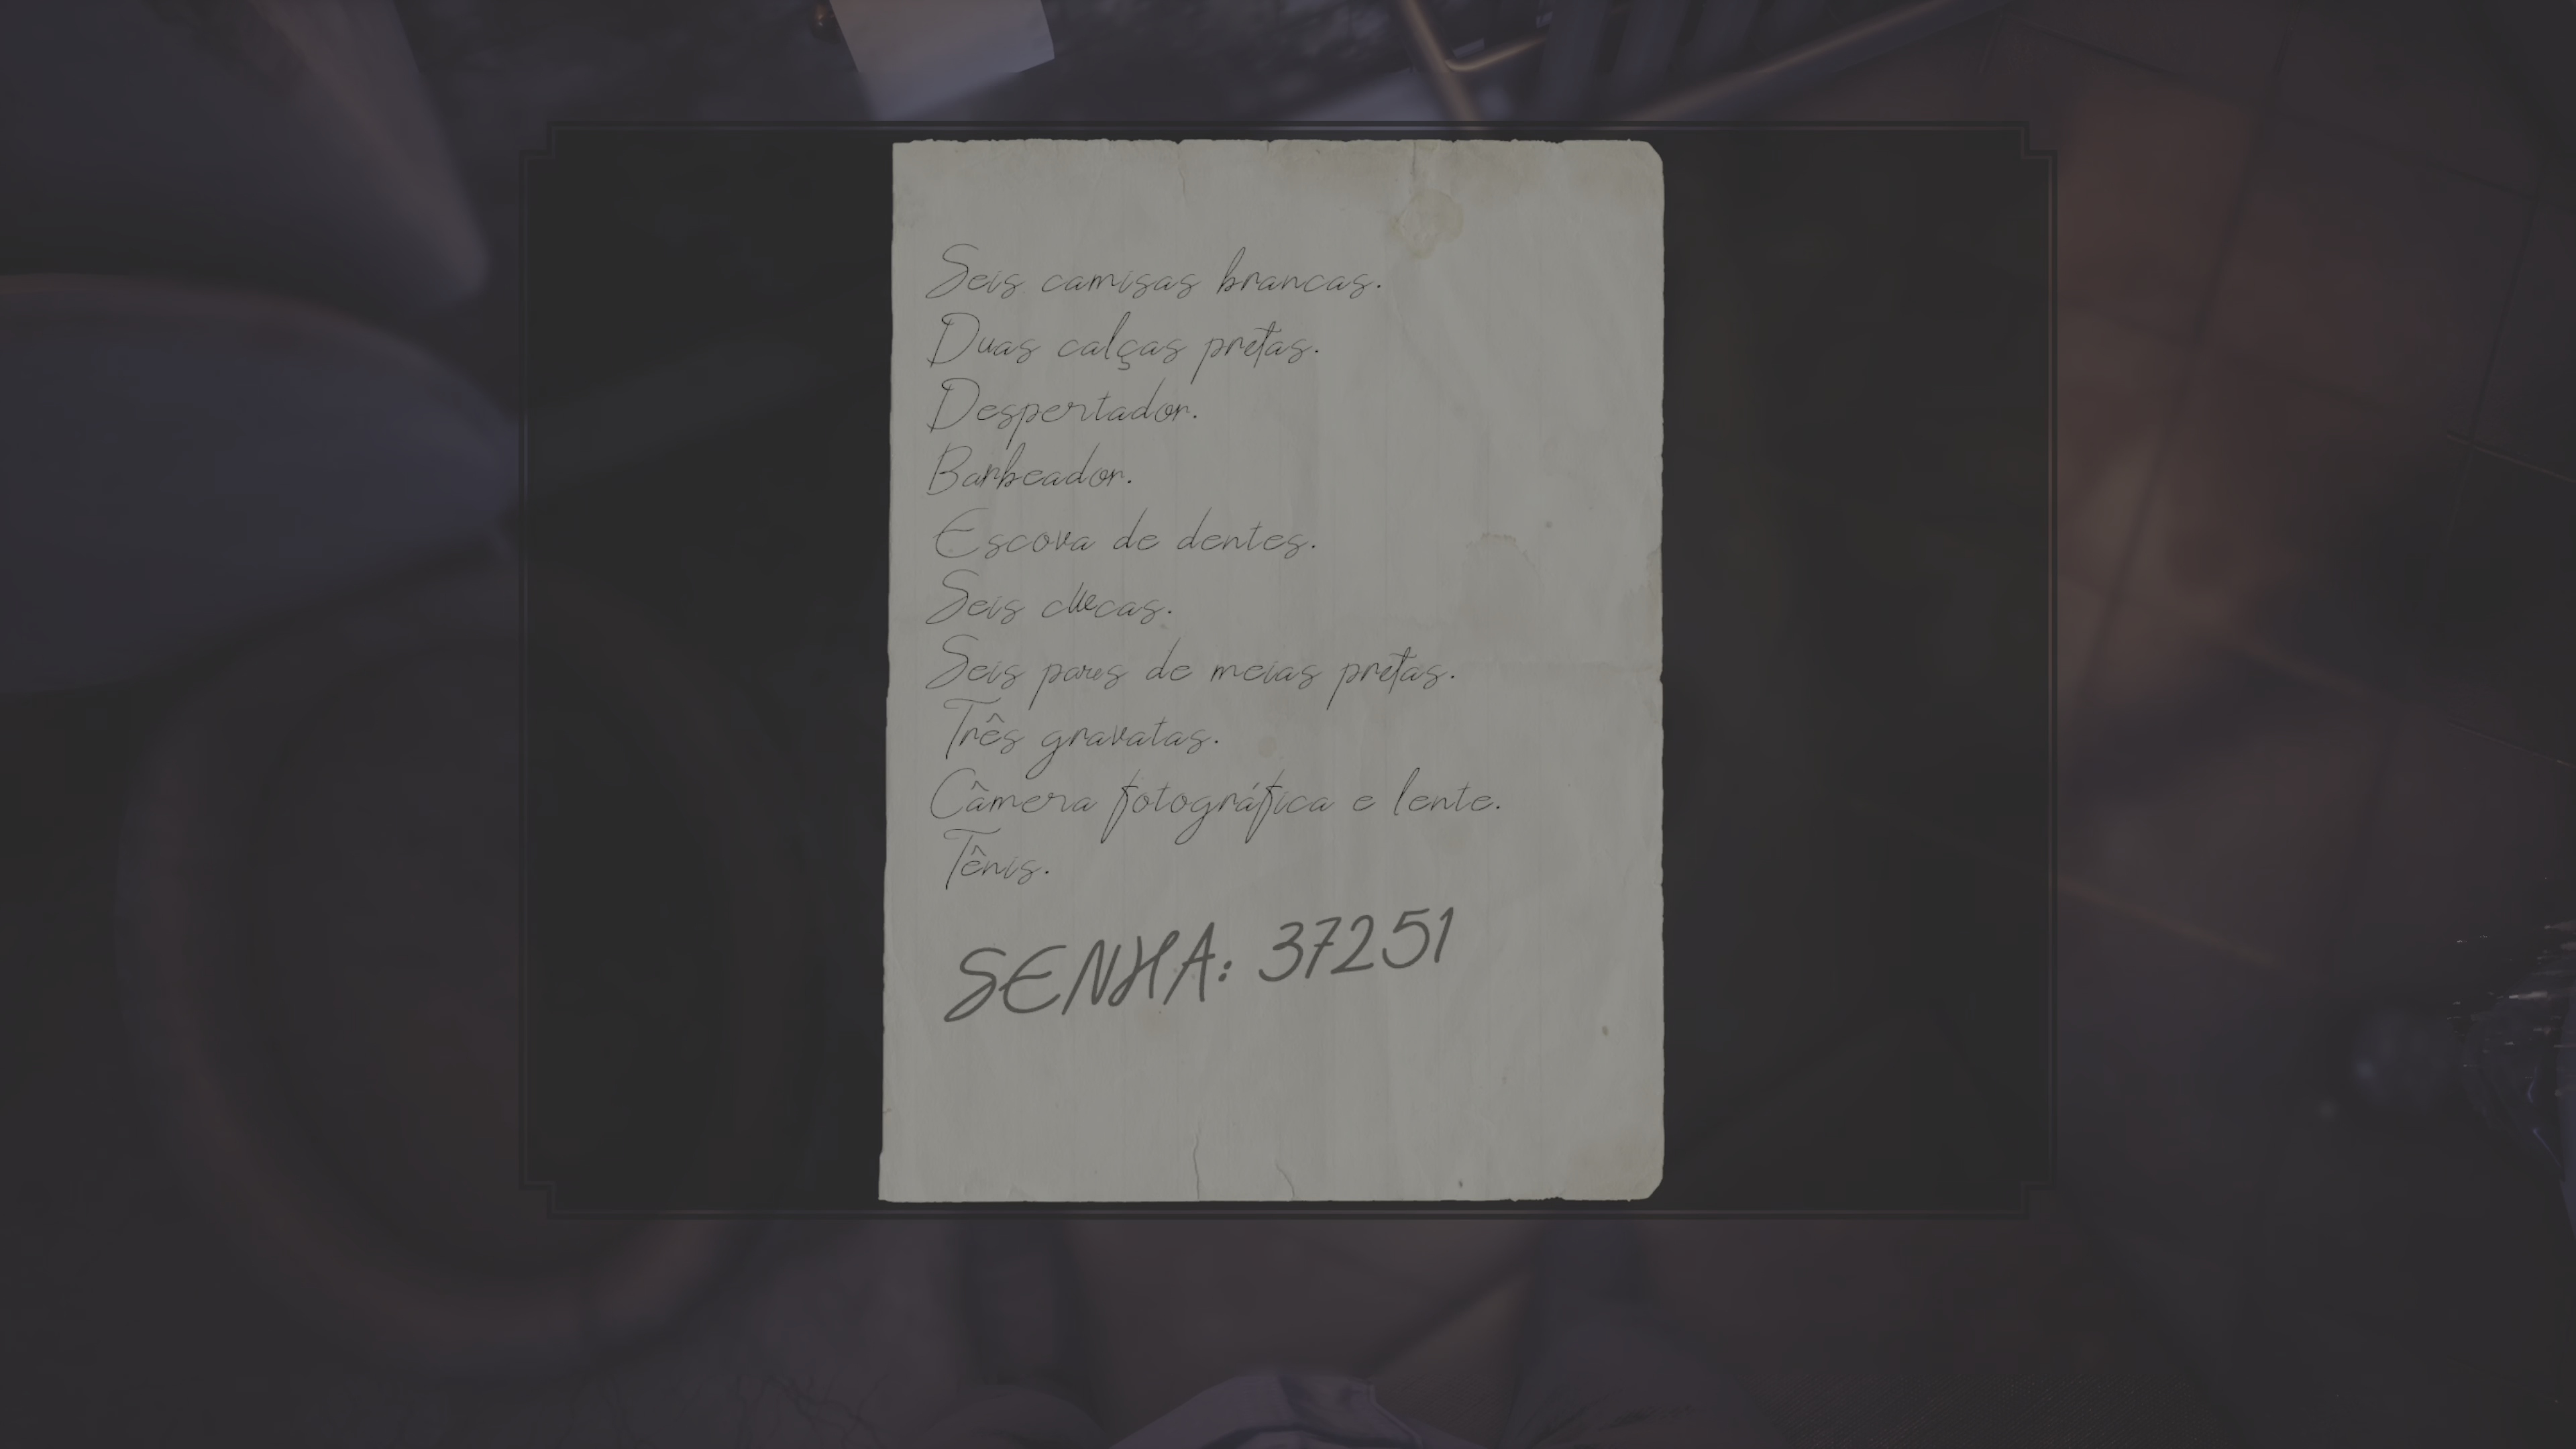 Seis camisas brancas.
Duas calças pretas.
Despertador.
Barbeador.
Escova de dentes.
Seis cuecas.
Seis pares de meias pretas.
Três gravatas.
Câmera fotográfica e lente.
Tênis.
SENHA: 37251